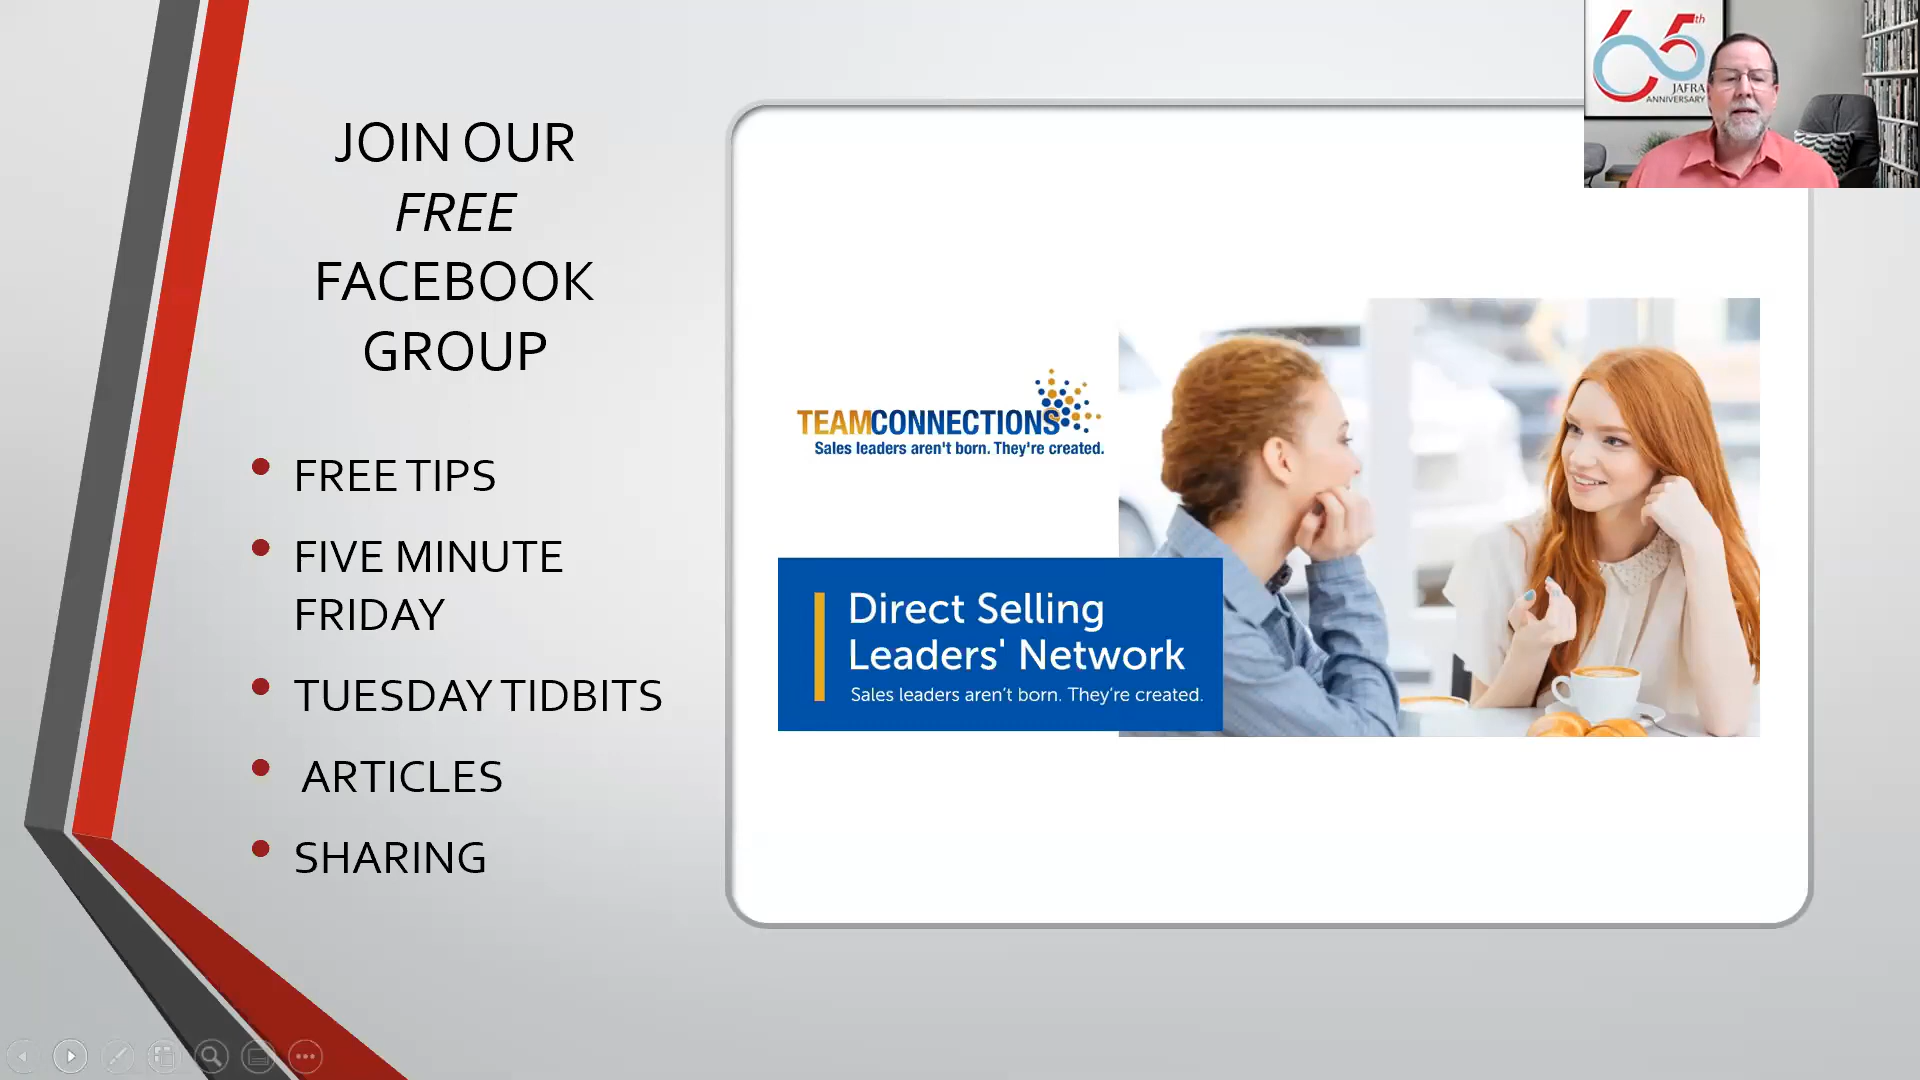 JOIN OUR
FREE
FACEBOOK
GROUP
• FREE TIPS
• FIVE MINUTE
FRIDAY
• TUESDAY TIDBITS
• ARTICLES
• SHARING
TEAMCONNECTIONS
Sales leaders aren't born. They're created.
Direct Selling
Leaders' Network
Sales leaders aren't born. They're created.
65th
JAFRA
ANNIVERSARY